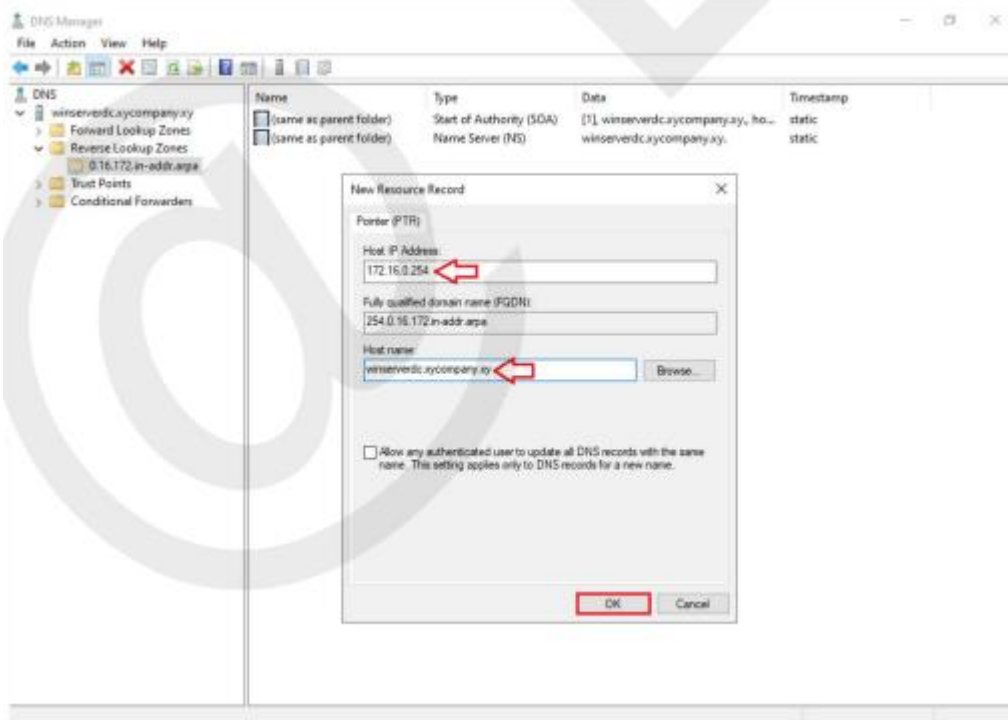 DNS Manager
File Action View Help
DNS
winserverdc.xycompany.xy
Forward Lookup Zones
Reverse Lookup Zones
0.16.172.in-addr.arpa
Trust Points
Conditional Forwarders
Name Type Data Timestamp
(same as parent folder) Start of Authority (SOA) [1], winserverdc.xycompany.xy., ho... static
(same as parent folder) Name Server (NS) winserverdc.xycompany.xy. static
New Resource Record
Pointer (PTR)
Host IP Address:
172.16.0.254
Fully qualified domain name (FQDN):
254.0.16.172.in-addr.arpa
Host name:
winserverdc.xycompany.xy
Browse...
Allow any authenticated user to update all DNS records with the same
name. This setting applies only to DNS records for a new name.
OK Cancel